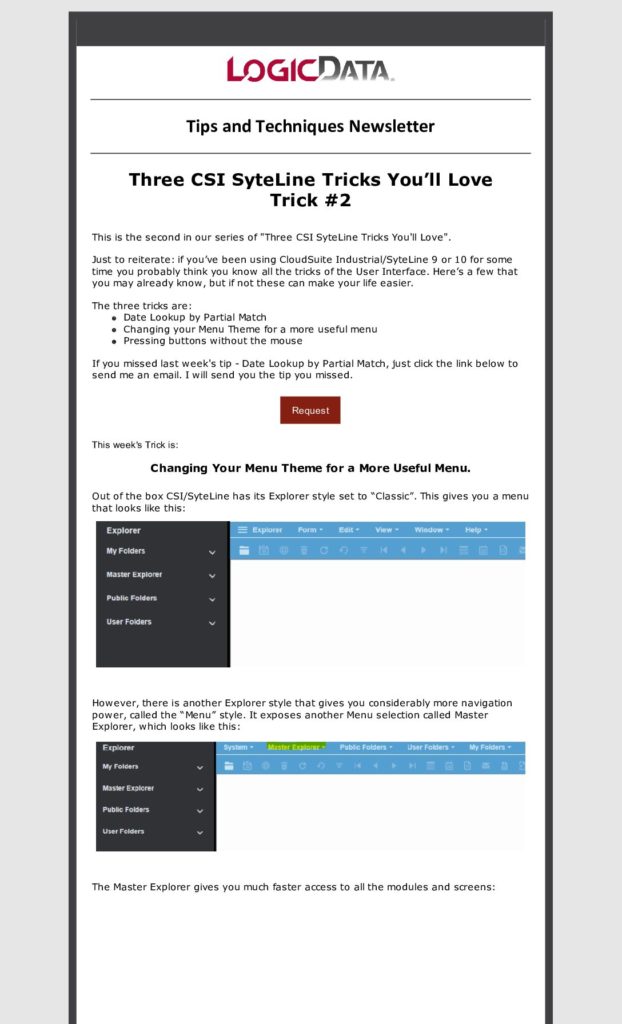 LOGICDATA
Tips and Techniques Newsletter
Three CSI SyteLine Tricks You’ll Love
Trick #2
This is the second in our series of "Three CSI SyteLine Tricks You'll Love".
Just to reiterate: if you’ve been using CloudSuite Industrial/SyteLine 9 or 10 for some
time you probably think you know all the tricks of the User Interface. Here’s a few that
you may already know, but if not these can make your life easier.
The three tricks are:
● Date Lookup by Partial Match
● Changing your Menu Theme for a more useful menu
● Pressing buttons without the mouse
If you missed last week's tip - Date Lookup by Partial Match, just click the link below to
send me an email. I will send you the tip you missed.
Request
This week's Trick is:
Changing Your Menu Theme for a More Useful Menu.
Out of the box CSI/SyteLine has its Explorer style set to “Classic”. This gives you a menu
that looks like this:
Explorer
Explorer Form Edit View Window Help
My Folders
Master Explorer
Public Folders
User Folders
However, there is another Explorer style that gives you considerably more navigation
power, called the “Menu” style. It exposes another Menu selection called Master
Explorer, which looks like this:
Explorer
System Master Explorer Public Folders User Folders My Folders
My Folders
Master Explorer
Public Folders
User Folders
The Master Explorer gives you much faster access to all the modules and screens: